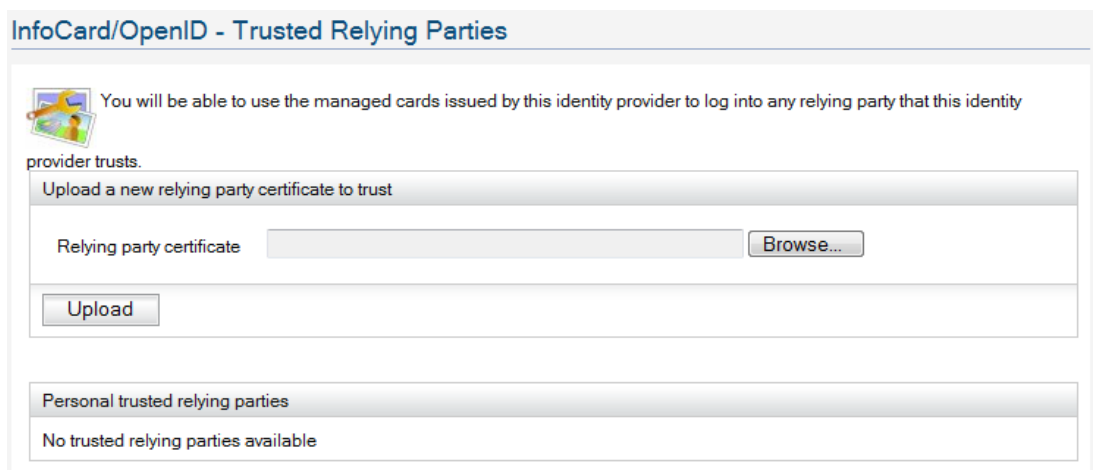 InfoCard/OpenID - Trusted Relying Parties
You will be able to use the managed cards issued by this identity provider to log into any relying party that this identity
provider trusts.
Upload a new relying party certificate to trust
Relying party certificate Browse...
Upload
Personal trusted relying parties
No trusted relying parties available